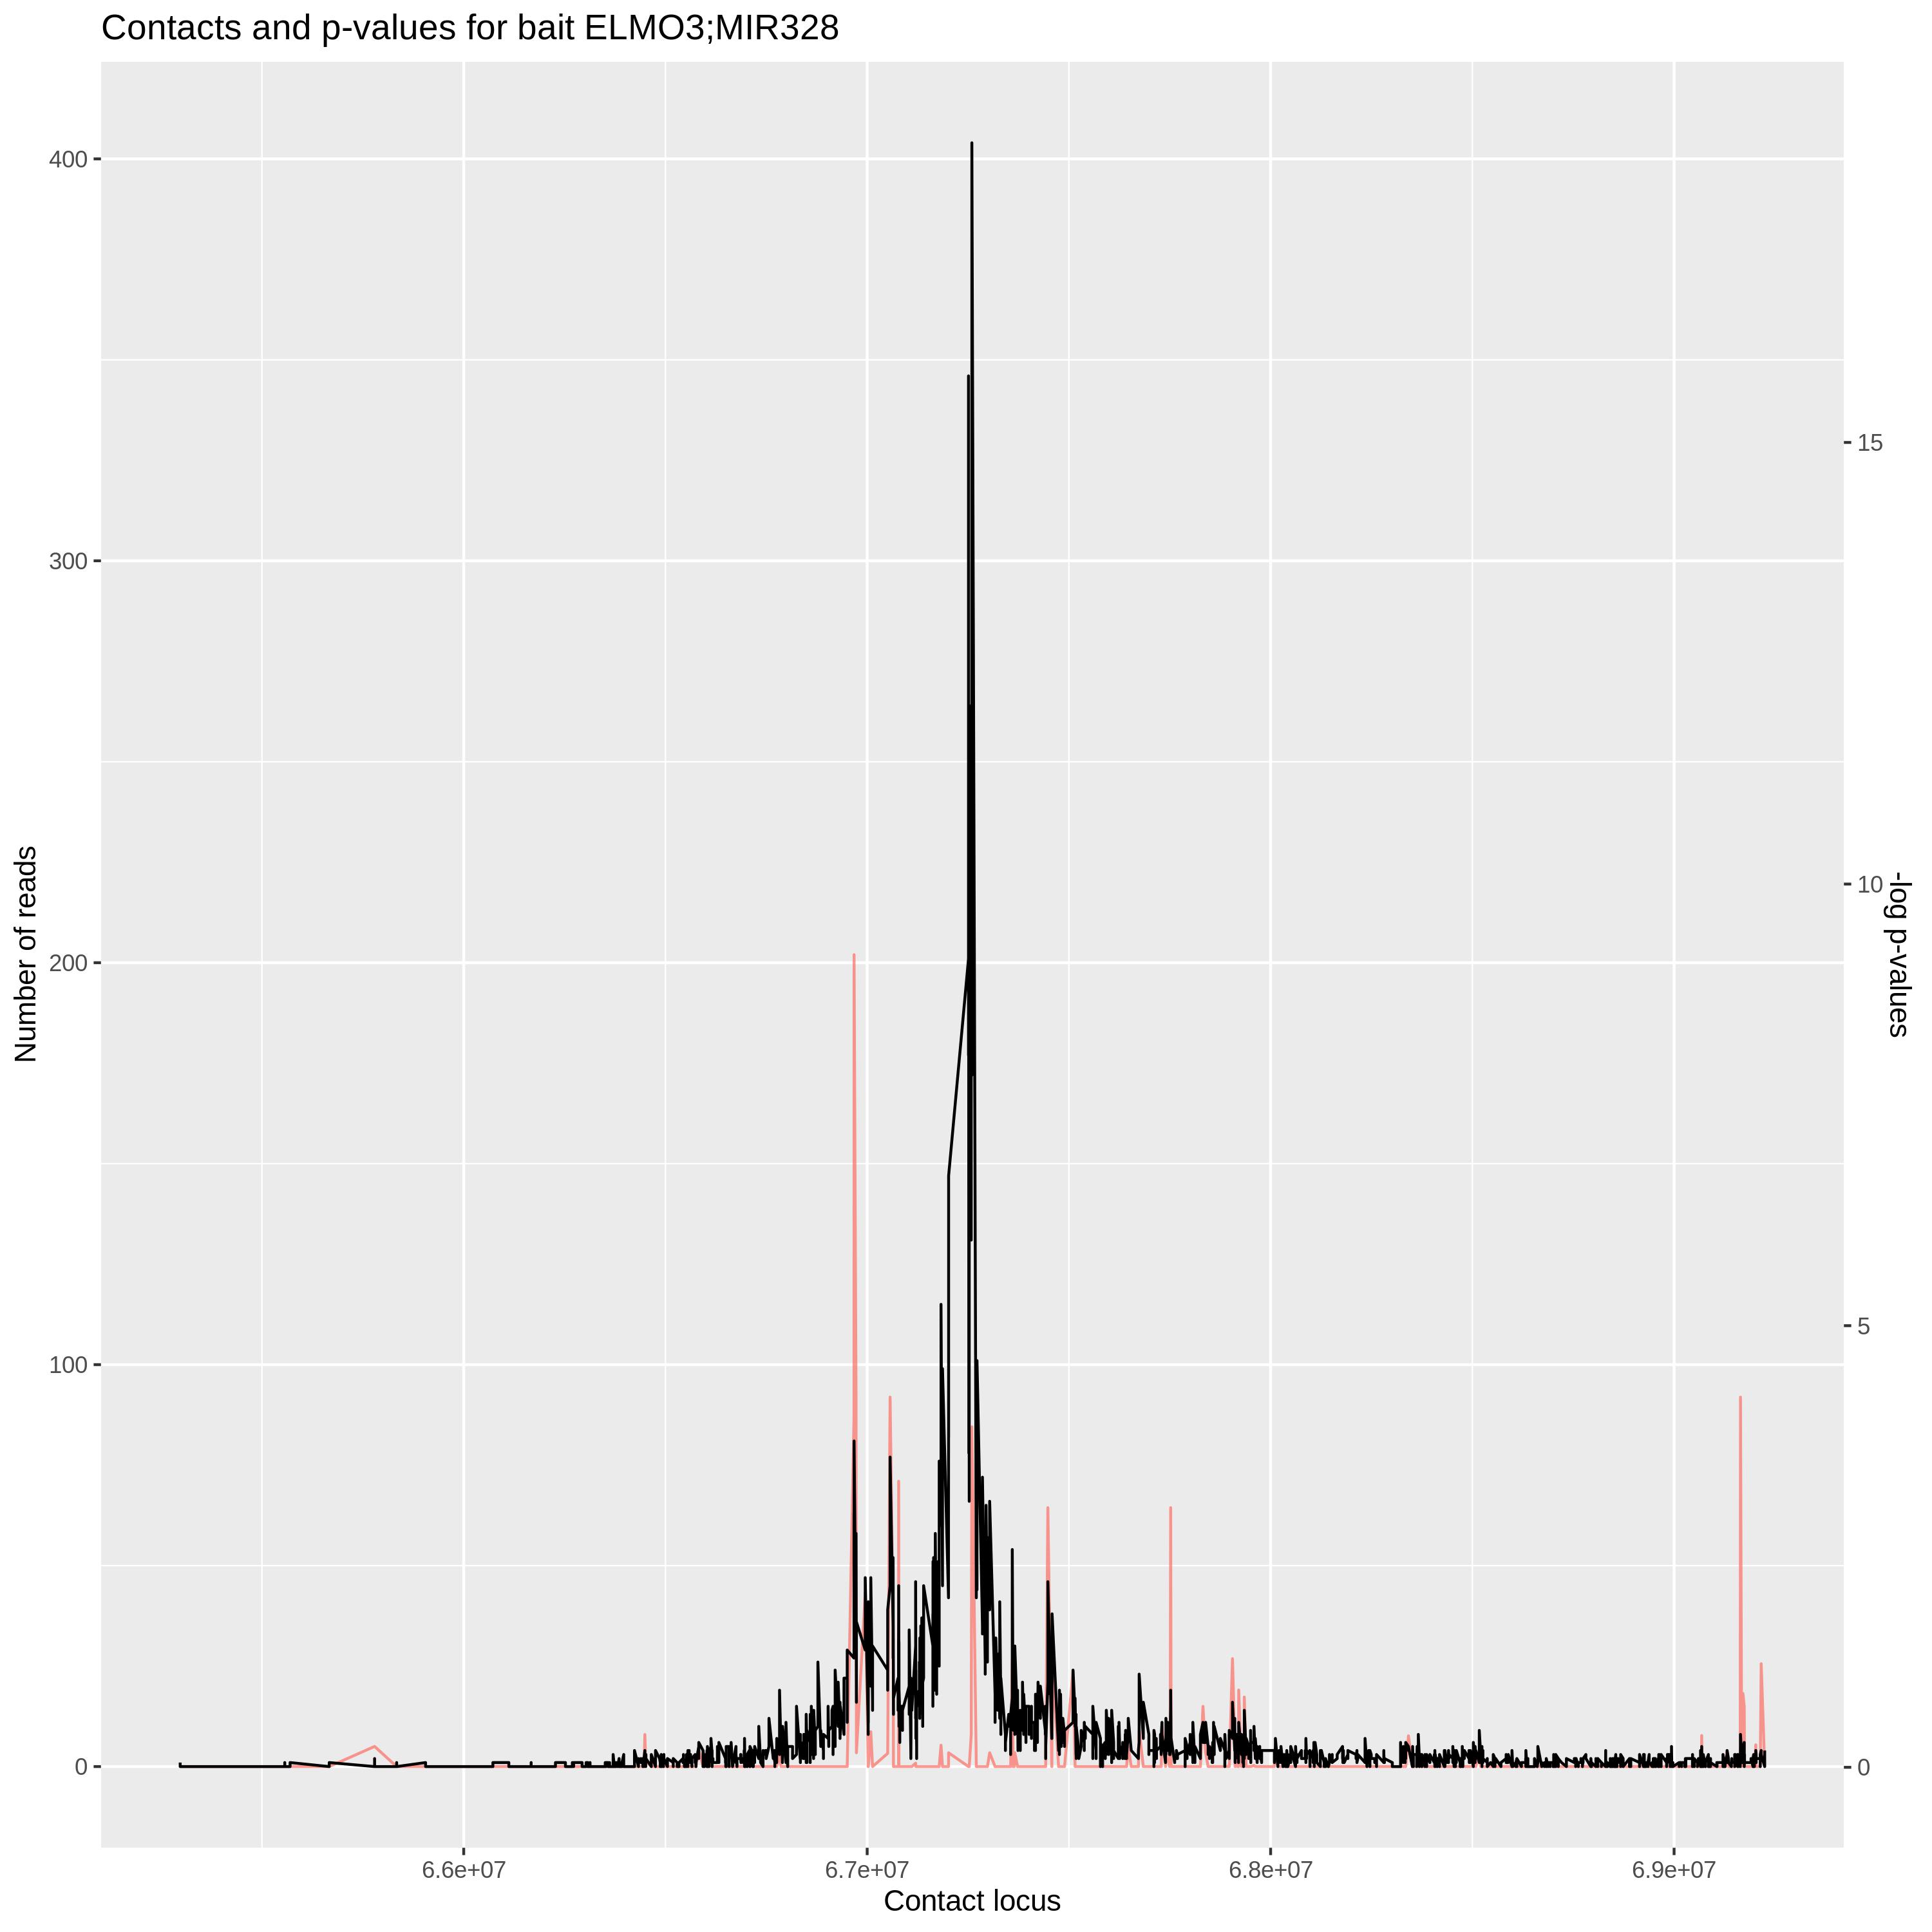 Contacts and p-values for bait ELMO3;MIR328
400
300
200
100
0
Number of reads
15
10
5
0
-log p-values
6.6e+07
6.7e+07
6.8e+07
6.9e+07
Contact locus